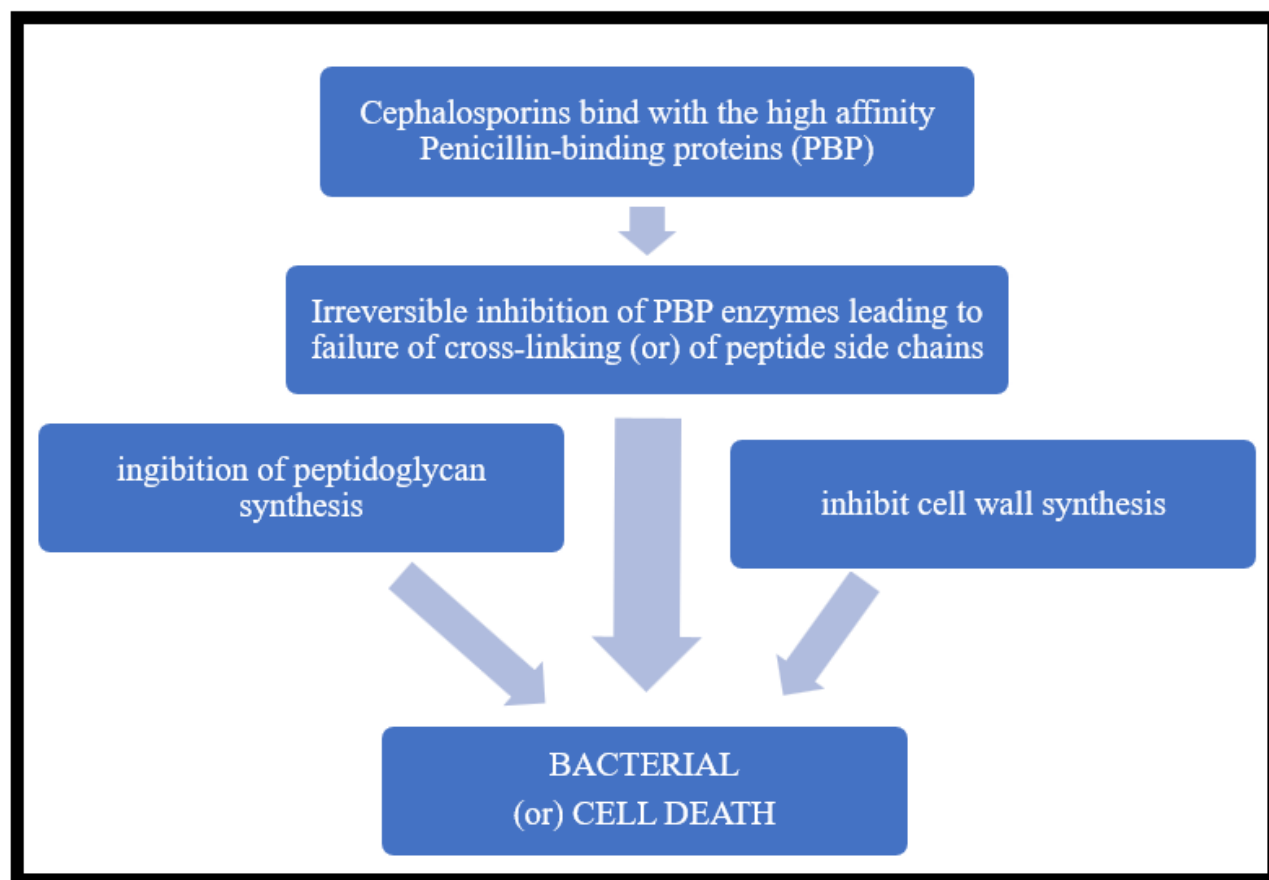 Cephalosporins bind with the high affinity
Penicillin-binding proteins (PBP)
Irreversible inhibition of PBP enzymes leading to
failure of cross-linking (or) of peptide side chains
ingibition of peptidoglycan
synthesis
inhibit cell wall synthesis
BACTERIAL
(or) CELL DEATH